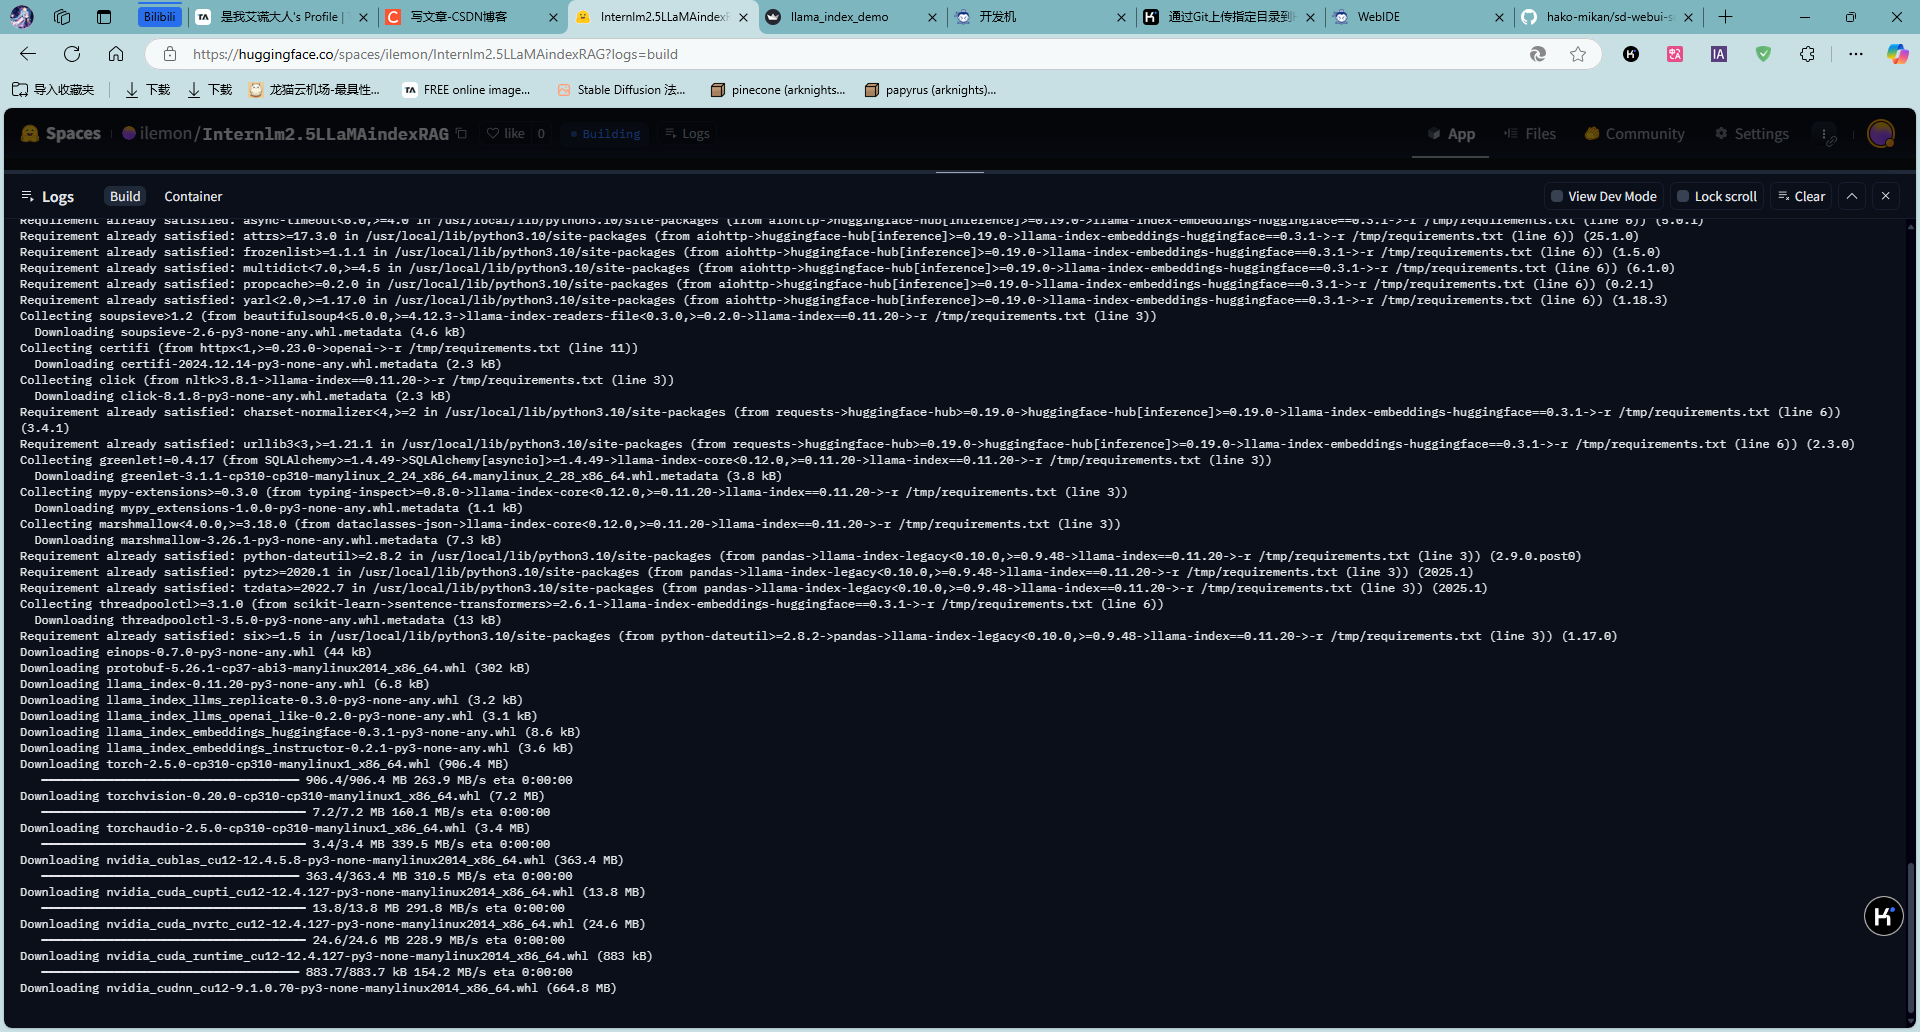 Bilibili
TA 是我艾谎大人's Profile | T
写文章-CSDN博客
Internlm2.5LLaMAindexR
llama_index_demo
开发机
通过Git上传指定目录到H
WebIDE
hako-mikan/sd-webui-s
https://huggingface.co/spaces/ilemon/Internlm2.5LLaMAindexRAG?logs=build
导入收藏夹
下载
下载
龙猫云机场-最具性...
TA FREE online image...
Stable Diffusion 法...
pinecone (arknights...
papyrus (arknights)...
Spaces
ilemon/Internlm2.5LLaMAindexRAG
like 0
Building
Logs
App
Files
Community
Settings
Logs
Build
Container
View Dev Mode
Lock scroll
Clear
Requirement already satisfied: async-timeout<6.0,>=4.0 in /usr/local/lib/python3.10/site-packages (from aiohttp->huggingface-hub[inference]>=0.19.0->llama-index-embeddings-huggingface==0.3.1->-r /tmp/requirements.txt (line 6)) (5.0.1)
Requirement already satisfied: attrs>=17.3.0 in /usr/local/lib/python3.10/site-packages (from aiohttp->huggingface-hub[inference]>=0.19.0->llama-index-embeddings-huggingface==0.3.1->-r /tmp/requirements.txt (line 6)) (25.1.0)
Requirement already satisfied: frozenlist>=1.1.1 in /usr/local/lib/python3.10/site-packages (from aiohttp->huggingface-hub[inference]>=0.19.0->llama-index-embeddings-huggingface==0.3.1->-r /tmp/requirements.txt (line 6)) (1.5.0)
Requirement already satisfied: multidict<7.0,>=4.5 in /usr/local/lib/python3.10/site-packages (from aiohttp->huggingface-hub[inference]>=0.19.0->llama-index-embeddings-huggingface==0.3.1->-r /tmp/requirements.txt (line 6)) (6.1.0)
Requirement already satisfied: propcache>=0.2.0 in /usr/local/lib/python3.10/site-packages (from aiohttp->huggingface-hub[inference]>=0.19.0->llama-index-embeddings-huggingface==0.3.1->-r /tmp/requirements.txt (line 6)) (0.2.1)
Requirement already satisfied: yarl<2.0,>=1.17.0 in /usr/local/lib/python3.10/site-packages (from aiohttp->huggingface-hub[inference]>=0.19.0->llama-index-embeddings-huggingface==0.3.1->-r /tmp/requirements.txt (line 6)) (1.18.3)
Collecting soupsieve>1.2 (from beautifulsoup4<5.0.0,>=4.12.3->llama-index-readers-file<0.3.0,>=0.2.0->llama-index==0.11.20->-r /tmp/requirements.txt (line 3))
Downloading soupsieve-2.6-py3-none-any.whl.metadata (4.6 kB)
Collecting certifi (from httpx<1,>=0.23.0->openai->-r /tmp/requirements.txt (line 11))
Downloading certifi-2024.12.14-py3-none-any.whl.metadata (2.3 kB)
Collecting click (from nltk>3.8.1->llama-index==0.11.20->-r /tmp/requirements.txt (line 3))
Downloading click-8.1.8-py3-none-any.whl.metadata (2.3 kB)
Requirement already satisfied: charset-normalizer<4,>=2 in /usr/local/lib/python3.10/site-packages (from requests->huggingface-hub>=0.19.0->huggingface-hub[inference]>=0.19.0->llama-index-embeddings-huggingface==0.3.1->-r /tmp/requirements.txt (line 6))
(3.4.1)
Requirement already satisfied: urllib3<3,>=1.21.1 in /usr/local/lib/python3.10/site-packages (from requests->huggingface-hub>=0.19.0->huggingface-hub[inference]>=0.19.0->llama-index-embeddings-huggingface==0.3.1->-r /tmp/requirements.txt (line 6)) (2.3.0)
Collecting greenlet!=0.4.17 (from SQLAlchemy>=1.4.49->SQLAlchemy[asyncio]>=1.4.49->llama-index-core<0.12.0,>=0.11.20->llama-index==0.11.20->-r /tmp/requirements.txt (line 3))
Downloading greenlet-3.1.1-cp310-cp310-manylinux_2_24_x86_64.manylinux_2_28_x86_64.whl.metadata (3.8 kB)
Collecting mypy-extensions>=0.3.0 (from typing-inspect>=0.8.0->llama-index-core<0.12.0,>=0.11.20->llama-index==0.11.20->-r /tmp/requirements.txt (line 3))
Downloading mypy_extensions-1.0.0-py3-none-any.whl.metadata (1.1 kB)
Collecting marshmallow<4.0.0,>=3.18.0 (from dataclasses-json->llama-index-core<0.12.0,>=0.11.20->llama-index==0.11.20->-r /tmp/requirements.txt (line 3))
Downloading marshmallow-3.26.1-py3-none-any.whl.metadata (7.3 kB)
Requirement already satisfied: python-dateutil>=2.8.2 in /usr/local/lib/python3.10/site-packages (from pandas->llama-index-legacy<0.10.0,>=0.9.48->llama-index==0.11.20->-r /tmp/requirements.txt (line 3)) (2.9.0.post0)
Requirement already satisfied: pytz>=2020.1 in /usr/local/lib/python3.10/site-packages (from pandas->llama-index-legacy<0.10.0,>=0.9.48->llama-index==0.11.20->-r /tmp/requirements.txt (line 3)) (2025.1)
Requirement already satisfied: tzdata>=2022.7 in /usr/local/lib/python3.10/site-packages (from pandas->llama-index-legacy<0.10.0,>=0.9.48->llama-index==0.11.20->-r /tmp/requirements.txt (line 3)) (2025.1)
Collecting threadpoolctl>=3.1.0 (from scikit-learn->sentence-transformers>=2.6.1->llama-index-embeddings-huggingface==0.3.1->-r /tmp/requirements.txt (line 6))
Downloading threadpoolctl-3.5.0-py3-none-any.whl.metadata (13 kB)
Requirement already satisfied: six>=1.5 in /usr/local/lib/python3.10/site-packages (from python-dateutil>=2.8.2->pandas->llama-index-legacy<0.10.0,>=0.9.48->llama-index==0.11.20->-r /tmp/requirements.txt (line 3)) (1.17.0)
Downloading einops-0.7.0-py3-none-any.whl (44 kB)
Downloading protobuf-5.26.1-cp37-abi3-manylinux2014_x86_64.whl (302 kB)
Downloading llama_index-0.11.20-py3-none-any.whl (6.8 kB)
Downloading llama_index_llms_replicate-0.3.0-py3-none-any.whl (3.2 kB)
Downloading llama_index_llms_openai_like-0.2.0-py3-none-any.whl (3.1 kB)
Downloading llama_index_embeddings_huggingface-0.3.1-py3-none-any.whl (8.6 kB)
Downloading llama_index_embeddings_instructor-0.2.1-py3-none-any.whl (3.6 kB)
Downloading torch-2.5.0-cp310-cp310-manylinux1_x86_64.whl (906.4 MB)
906.4/906.4 MB 263.9 MB/s eta 0:00:00
Downloading torchvision-0.20.0-cp310-cp310-manylinux1_x86_64.whl (7.2 MB)
7.2/7.2 MB 160.1 MB/s eta 0:00:00
Downloading torchaudio-2.5.0-cp310-cp310-manylinux1_x86_64.whl (3.4 MB)
3.4/3.4 MB 339.5 MB/s eta 0:00:00
Downloading nvidia_cublas_cu12-12.4.5.8-py3-none-manylinux2014_x86_64.whl (363.4 MB)
363.4/363.4 MB 310.5 MB/s eta 0:00:00
Downloading nvidia_cuda_cupti_cu12-12.4.127-py3-none-manylinux2014_x86_64.whl (13.8 MB)
13.8/13.8 MB 291.8 MB/s eta 0:00:00
Downloading nvidia_cuda_nvrtc_cu12-12.4.127-py3-none-manylinux2014_x86_64.whl (24.6 MB)
24.6/24.6 MB 228.9 MB/s eta 0:00:00
Downloading nvidia_cuda_runtime_cu12-12.4.127-py3-none-manylinux2014_x86_64.whl (883 kB)
883.7/883.7 kB 154.2 MB/s eta 0:00:00
Downloading nvidia_cudnn_cu12-9.1.0.70-py3-none-manylinux2014_x86_64.whl (664.8 MB)